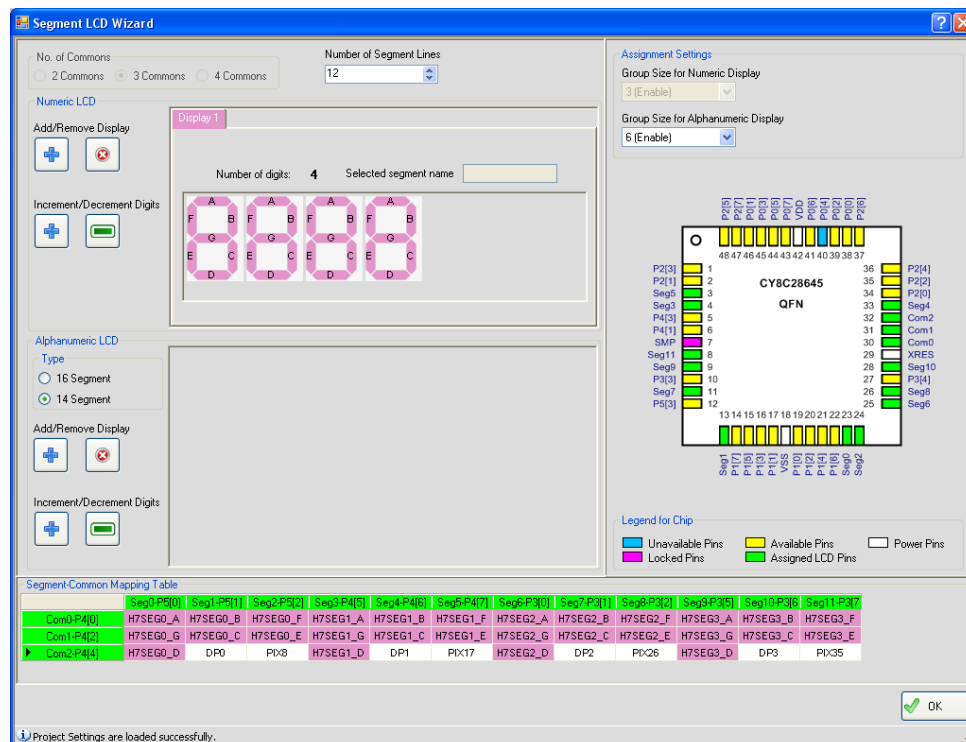 Segment LCD Wizard
No. of Commons
2 Commons 3 Commons 4 Commons
Number of Segment Lines
12
Numeric LCD
Add/Remove Display
Increment/Decrement Digits
Display 1
Number of digits: 4 Selected segment name
A A A A
F B F B F B F B
G G G G
E C E C E C E C
D D D D
Alphanumeric LCD
Type
16 Segment
14 Segment
Add/Remove Display
Increment/Decrement Digits
Assignment Settings
Group Size for Numeric Display
3 (Enable)
Group Size for Alphanumeric Display
6 (Enable)
P2[5] P2[7] P0[1] P0[3] P0[5] P0[7] VDD P0[6] P0[4] P0[2] P0[0] P2[6]
48 47 46 45 44 43 42 41 40 39 38 37
CY8C28645
QFN
P2[3] 1
P2[1] 2
Seg5 3
Seg3 4
P4[3] 5
P4[1] 6
SMP 7
Seg11 8
Seg9 9
P3[3] 10
Seg7 11
P5[3] 12
36 P2[4]
35 P2[2]
34 P2[0]
33 Seg4
32 Com2
31 Com1
30 Com0
29 XRES
28 Seg10
27 P3[4]
26 Seg8
25 Seg6
13 14 15 16 17 18 19 20 21 22 23 24
Seg1 P1[7] P1[5] P1[3] P1[1] VSS P1[0] P1[2] P1[4] P1[6] Seg0 Seg2
Legend for Chip
Unavailable Pins Available Pins Power Pins
Locked Pins Assigned LCD Pins
Segment-Common Mapping Table
Seg0-P5[0] Seg1-P5[1] Seg2-P5[2] Seg3-P4[5] Seg4-P4[6] Seg5-P4[7] Seg6-P3[0] Seg7-P3[1] Seg8-P3[2] Seg9-P3[5] Seg10-P3[6 Seg11-P3[7
Com0-P4[0] H7SEG0_A H7SEG0_B H7SEG0_F H7SEG1_A H7SEG1_B H7SEG1_F H7SEG2_A H7SEG2_B H7SEG2_F H7SEG3_A H7SEG3_B H7SEG3_F
Com1-P4[2] H7SEG0_G H7SEG0_C H7SEG0_E H7SEG1_G H7SEG1_C H7SEG1_E H7SEG2_G H7SEG2_C H7SEG2_E H7SEG3_G H7SEG3_C H7SEG3_E
Com2-P4[4] H7SEG0_D DP0 PIX8 H7SEG1_D DP1 PIX17 H7SEG2_D DP2 PIX26 H7SEG3_D DP3 PIX35
OK
Project Settings are loaded successfully.